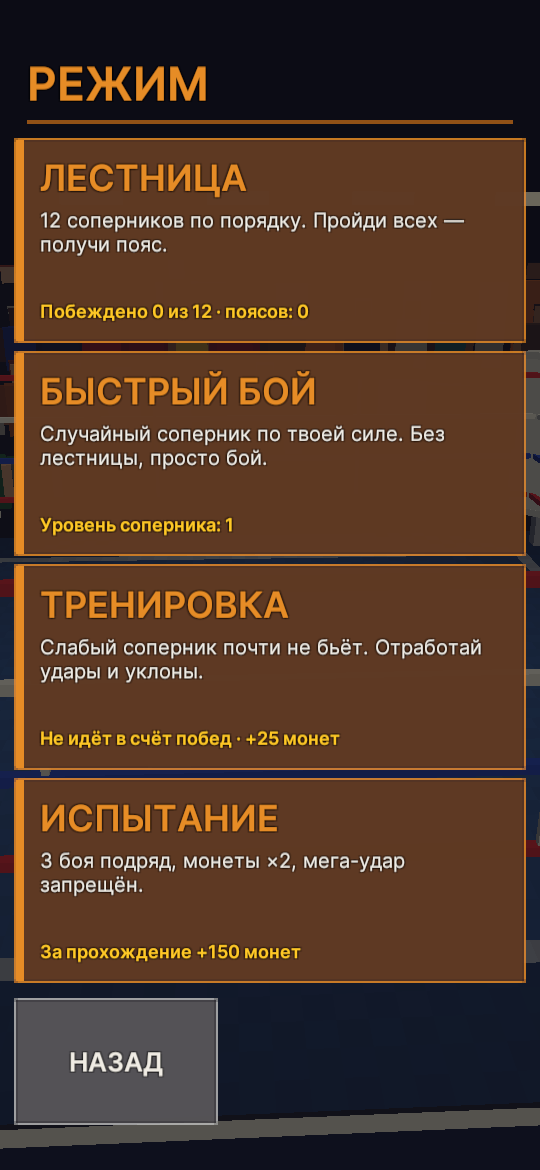 РЕЖИМ
ЛЕСТНИЦА
12 соперников по порядку. Пройди всех —
получи пояс.
Побеждено 0 из 12 · поясов: 0
БЫСТРЫЙ БОЙ
Случайный соперник по твоей силе. Без
лестницы, просто бой.
Уровень соперника: 1
ТРЕНИРОВКА
Слабый соперник почти не бьёт. Отработай
удары и уклоны.
Не идёт в счёт побед · +25 монет
ИСПЫТАНИЕ
3 боя подряд, монеты ×2, мега-удар
запрещён.
За прохождение +150 монет
НАЗАД